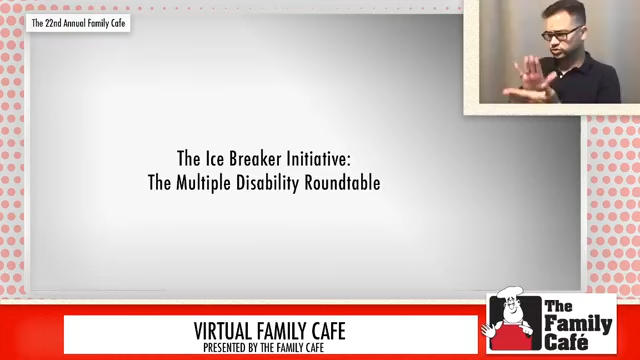 The 22nd Annual Family Cafe
The Ice Breaker Initiative:
The Multiple Disability Roundtable
VIRTUAL FAMILY CAFE
PRESENTED BY THE FAMILY CAFE
The
Family
Café